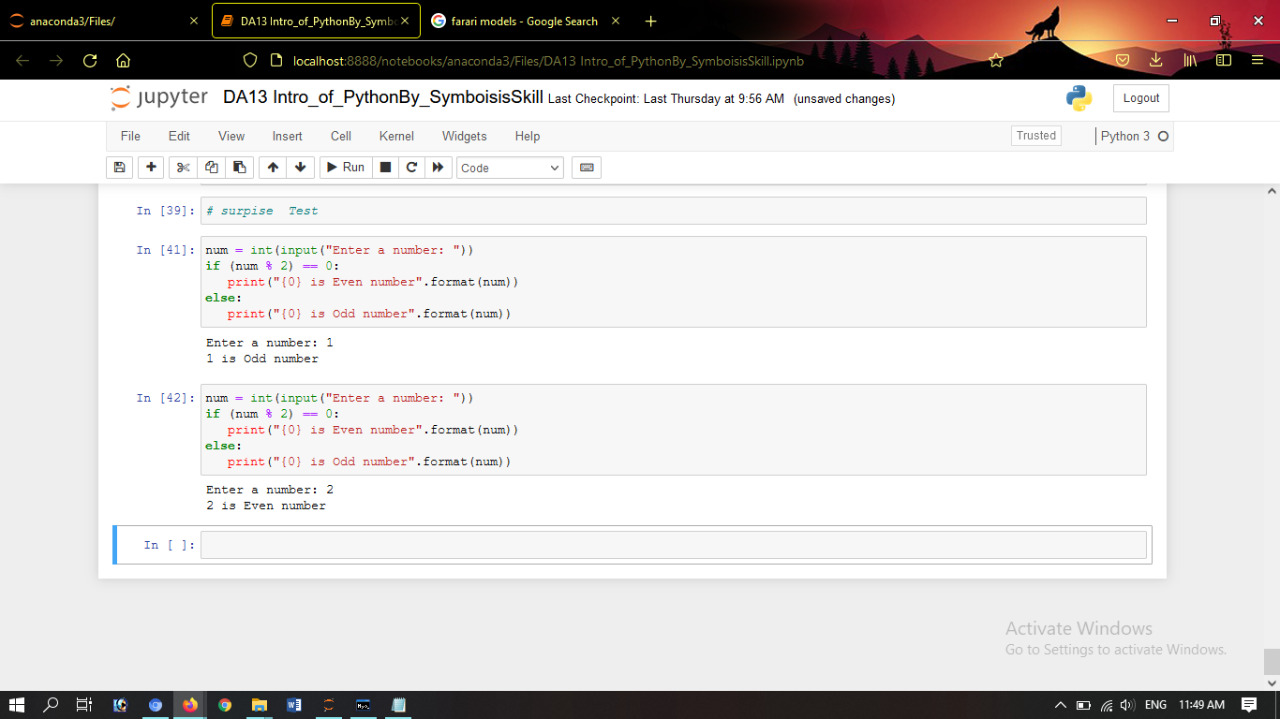 anaconda3/Files/
DA13 Intro_of_PythonBy_Symbo
farari models - Google Search
localhost:8888/notebooks/anaconda3/Files/DA13 Intro_of_PythonBy_SymboisisSkill.ipynb
jupyter DA13 Intro_of_PythonBy_SymboisisSkill Last Checkpoint: Last Thursday at 9:56 AM (unsaved changes)
Logout
File Edit View Insert Cell Kernel Widgets Help
Trusted
Python 3
Run
Code
In [39]: # surpise  Test
In [41]: num = int(input("Enter a number: "))
if (num % 2) == 0:
   print("{0} is Even number".format(num))
else:
   print("{0} is Odd number".format(num))
Enter a number: 1
1 is Odd number
In [42]: num = int(input("Enter a number: "))
if (num % 2) == 0:
   print("{0} is Even number".format(num))
else:
   print("{0} is Odd number".format(num))
Enter a number: 2
2 is Even number
In [ ]:
Activate Windows
Go to Settings to activate Windows.
ENG 11:49 AM